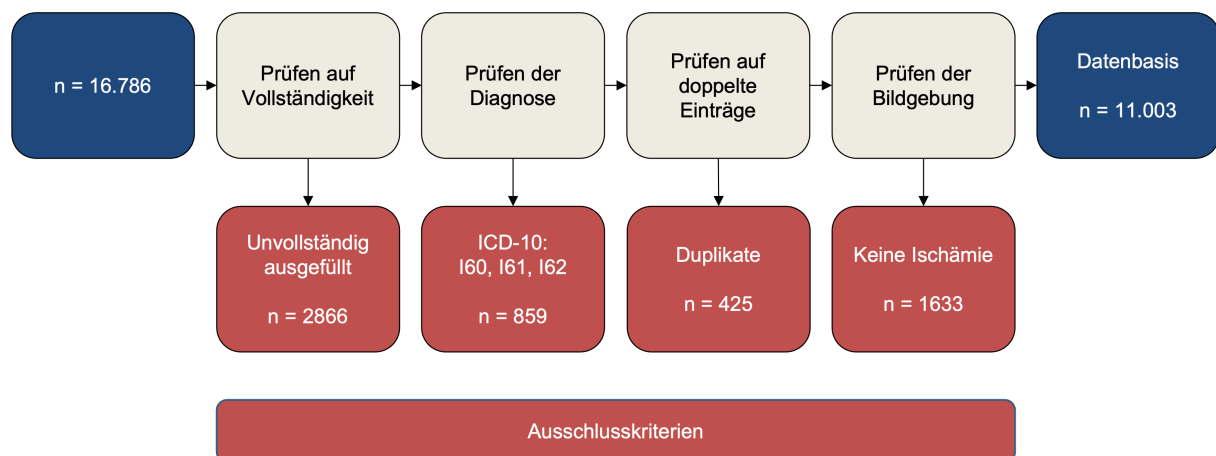 n = 16.786
Prüfen auf
Vollständigkeit
Prüfen der
Diagnose
Prüfen auf
doppelte
Einträge
Prüfen der
Bildgebung
Datenbasis
n = 11.003
Unvollständig
ausgefüllt
n = 2866
ICD-10:
I60, I61, I62
n = 859
Duplikate
n = 425
Keine Ischämie
n = 1633
Ausschlusskriterien